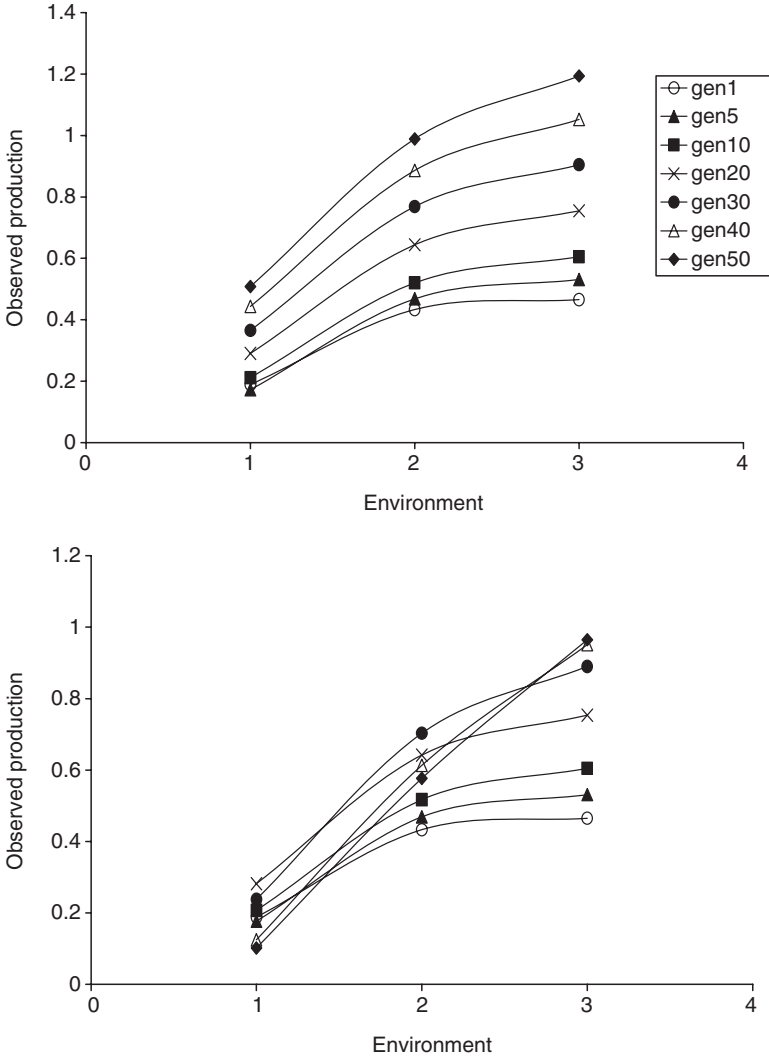 1.4
1.2
1
0.8
0.6
0.4
0.2
0
0 1 2 3 4
Observed production
Environment
gen1
gen5
gen10
gen20
gen30
gen40
gen50
1.2
1
0.8
0.6
0.4
0.2
0
0 1 2 3 4
Observed production
Environment